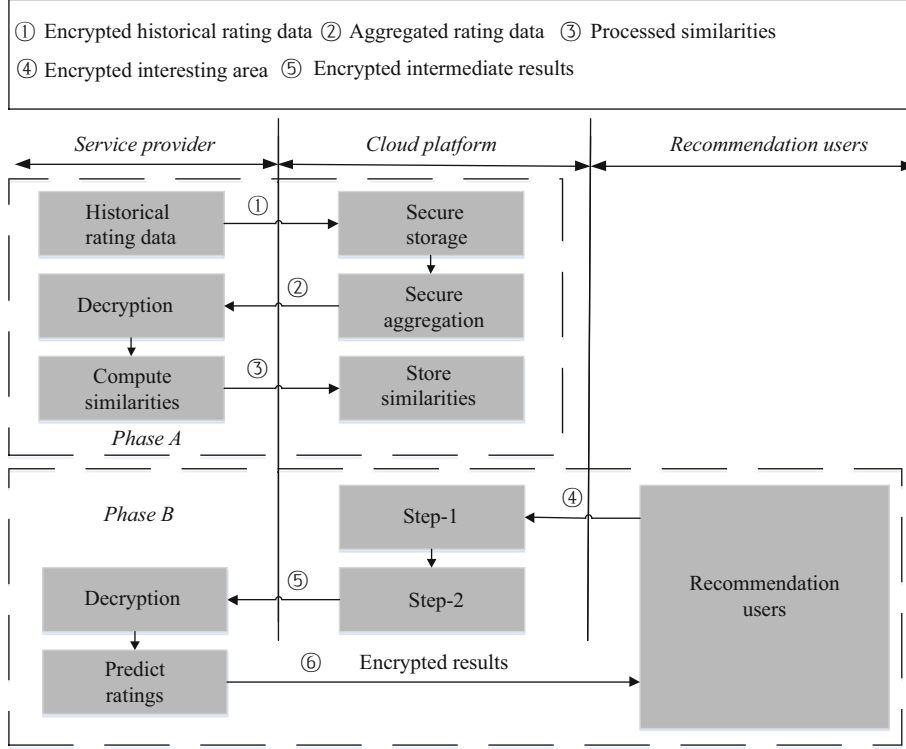 ① Encrypted historical rating data ② Aggregated rating data ③ Processed similarities
④ Encrypted interesting area ⑤ Encrypted intermediate results
Service provider
Cloud platform
Recommendation users
Historical
rating data
①
Secure
storage
Decryption
②
Secure
aggregation
Compute
similarities
③
Store
similarities
Phase A
Phase B
Step-1
④
Recommendation
users
Decryption
⑤
Step-2
Predict
ratings
⑥ Encrypted results